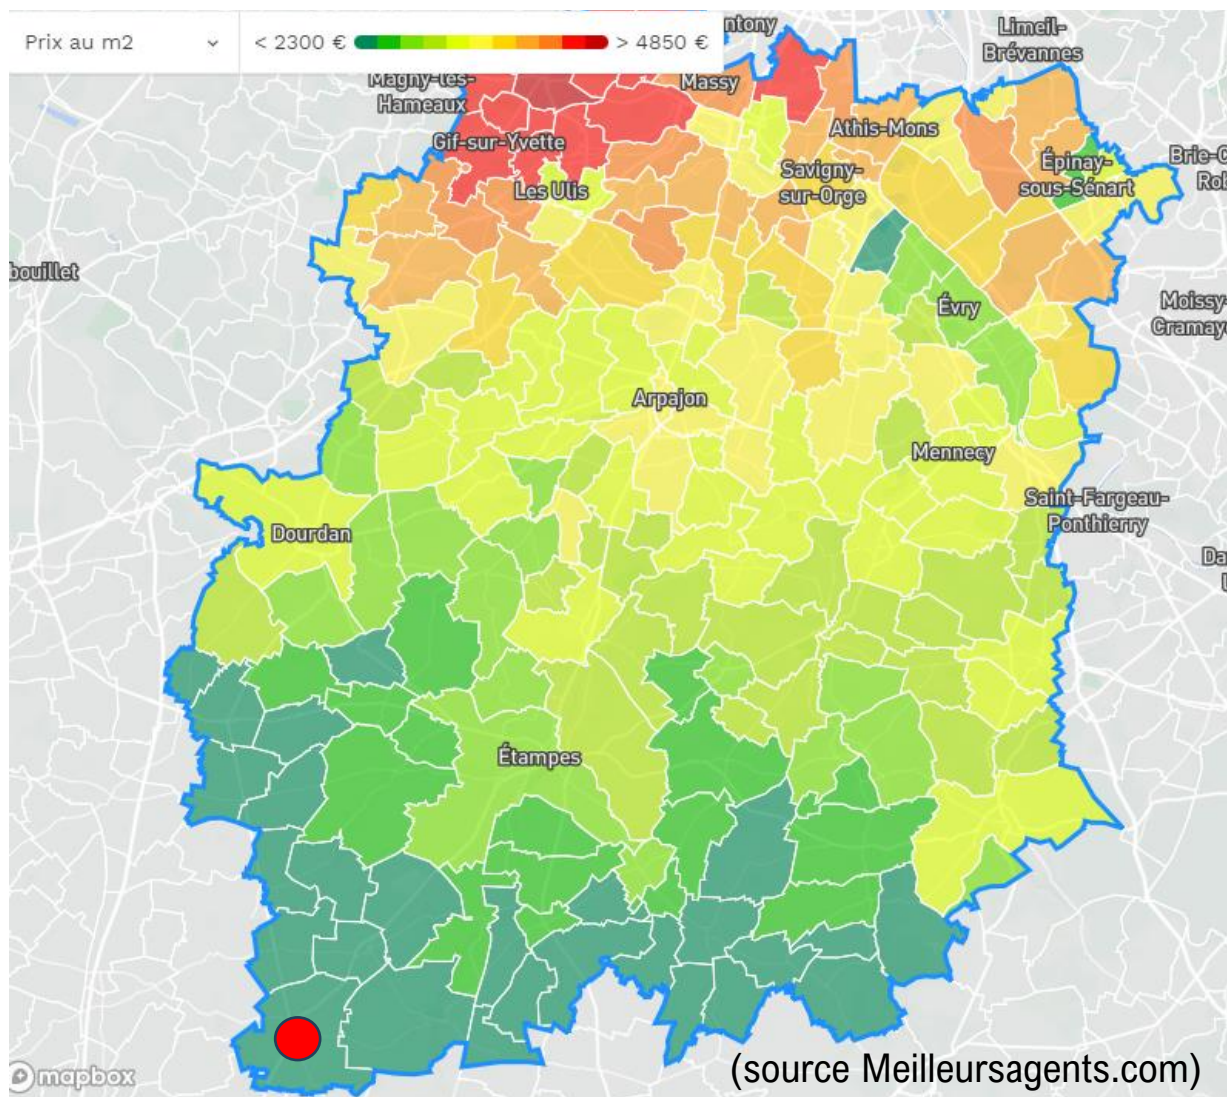 Prix au m2
< 2300 €
> 4850 €
ntony
Limeil-
Brévannes
Magny-les-
Hameaux
Massy
Gif-sur-Yvette
Athis-Mons
Les Ulis
Savigny-
sur-Orge
Épinay-
sous-Sénart
Brie-C
Rob
bouillet
Évry
Moissy-
Cramaye
Arpajon
Mennecy
Dourdan
Saint-Fargeau-
Ponthierry
Da
Étampes
mapbox
(source Meilleursagents.com)